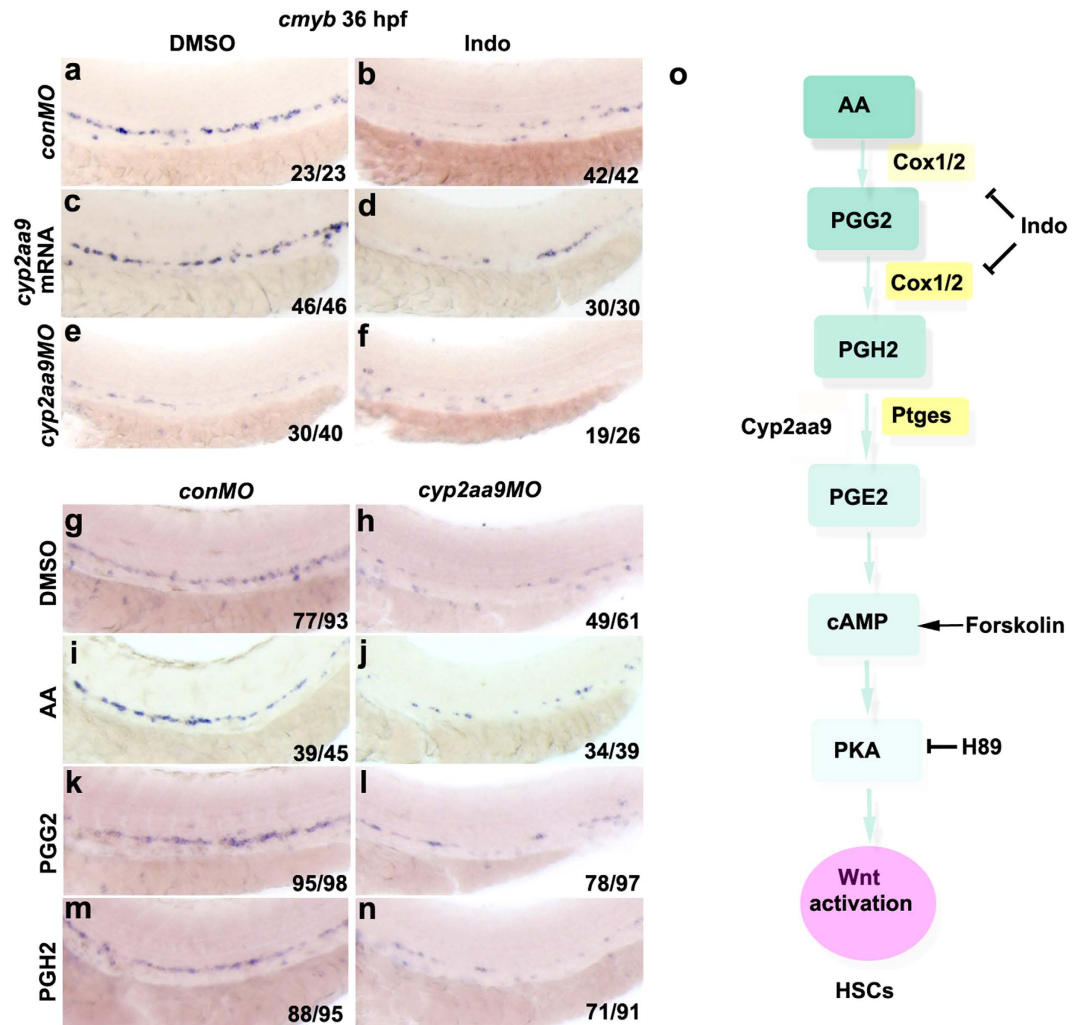 cmyb 36 hpf
DMSO
Indo
conMO
a
23/23
b
42/42
cyp2aa9
mRNA
c
46/46
d
30/30
cyp2aa9MO
e
30/40
f
19/26
conMO
cyp2aa9MO
DMSO
g
77/93
h
49/61
AA
i
39/45
j
34/39
PGG2
k
95/98
l
78/97
PGH2
m
88/95
n
71/91
o
AA
Cox1/2
PGG2
Indo
Cox1/2
PGH2
Cyp2aa9
Ptges
PGE2
cAMP
Forskolin
PKA
H89
Wnt
activation
HSCs